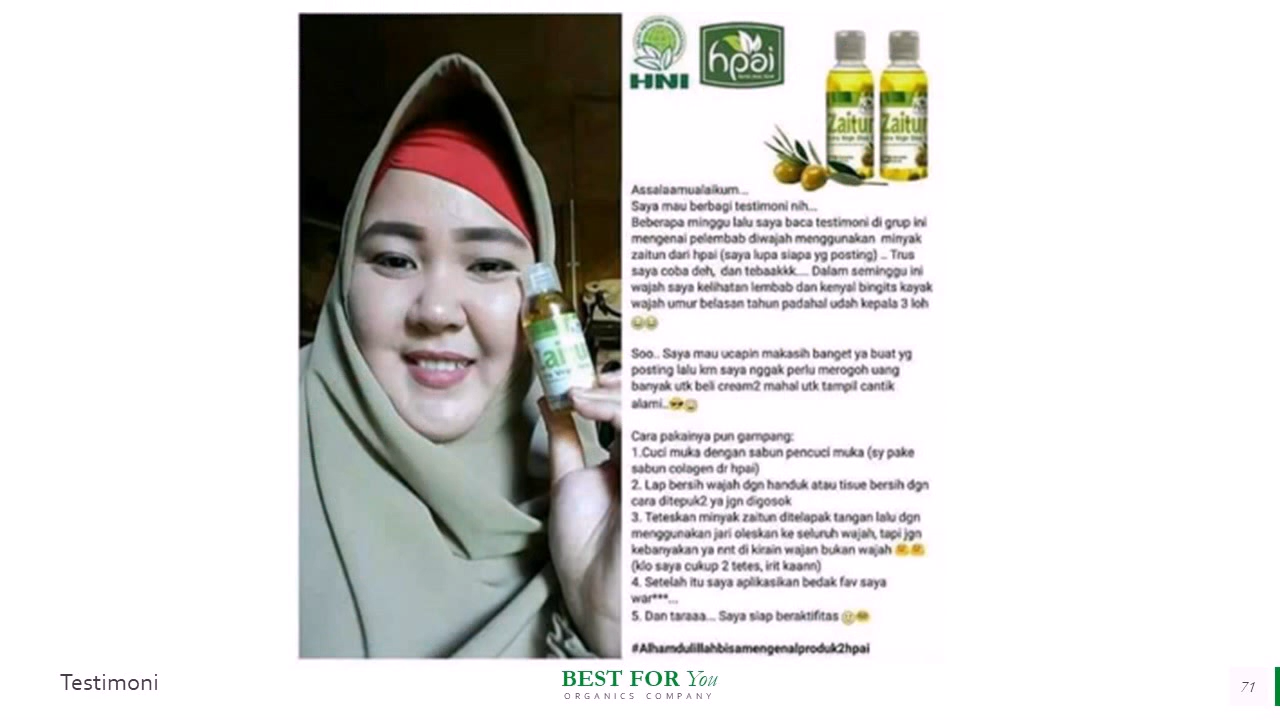 HNI
hpai
Zaitun
Zaitun
Zaitun
Assalaamualaikum...
Saya mau berbagi testimoni nih...
Beberapa minggu lalu saya baca testimoni di grup ini
mengenai pelembab diwajah menggunakan minyak
zaitun dari hpai (saya lupa siapa yg posting) .. Trus
saya coba deh, dan tebaakkk.... Dalam seminggu ini
wajah saya kelihatan lembab dan kenyal bingits kayak
wajah umur belasan tahun padahal udah kepala 3 loh
😂😂
Soo.. Saya mau ucapin makasih banget ya buat yg
posting lalu krn saya nggak perlu merogoh uang
banyak utk beli cream2 mahal utk tampil cantik
alami..
Cara pakainya pun gampang:
1.Cuci muka dengan sabun pencuci muka (sy pake
sabun colagen dr hpai)
2. Lap bersih wajah dgn handuk atau tisue bersih dgn
cara ditepuk2 ya jgn digosok
3. Teteskan minyak zaitun ditelapak tangan lalu dgn
menggunakan jari oleskan ke seluruh wajah, tapi jgn
kebanyakan ya nnt di kirain wajan bukan wajah
(klo saya cukup 2 tetes, irit kaann)
4. Setelah itu saya aplikasikan bedak fav saya
war***...
5. Dan taraaa... Saya siap beraktifitas
#Alhamdulillahbisamengenalproduk2hpai
Testimoni
BEST FOR You
ORGANICS COMPANY
71